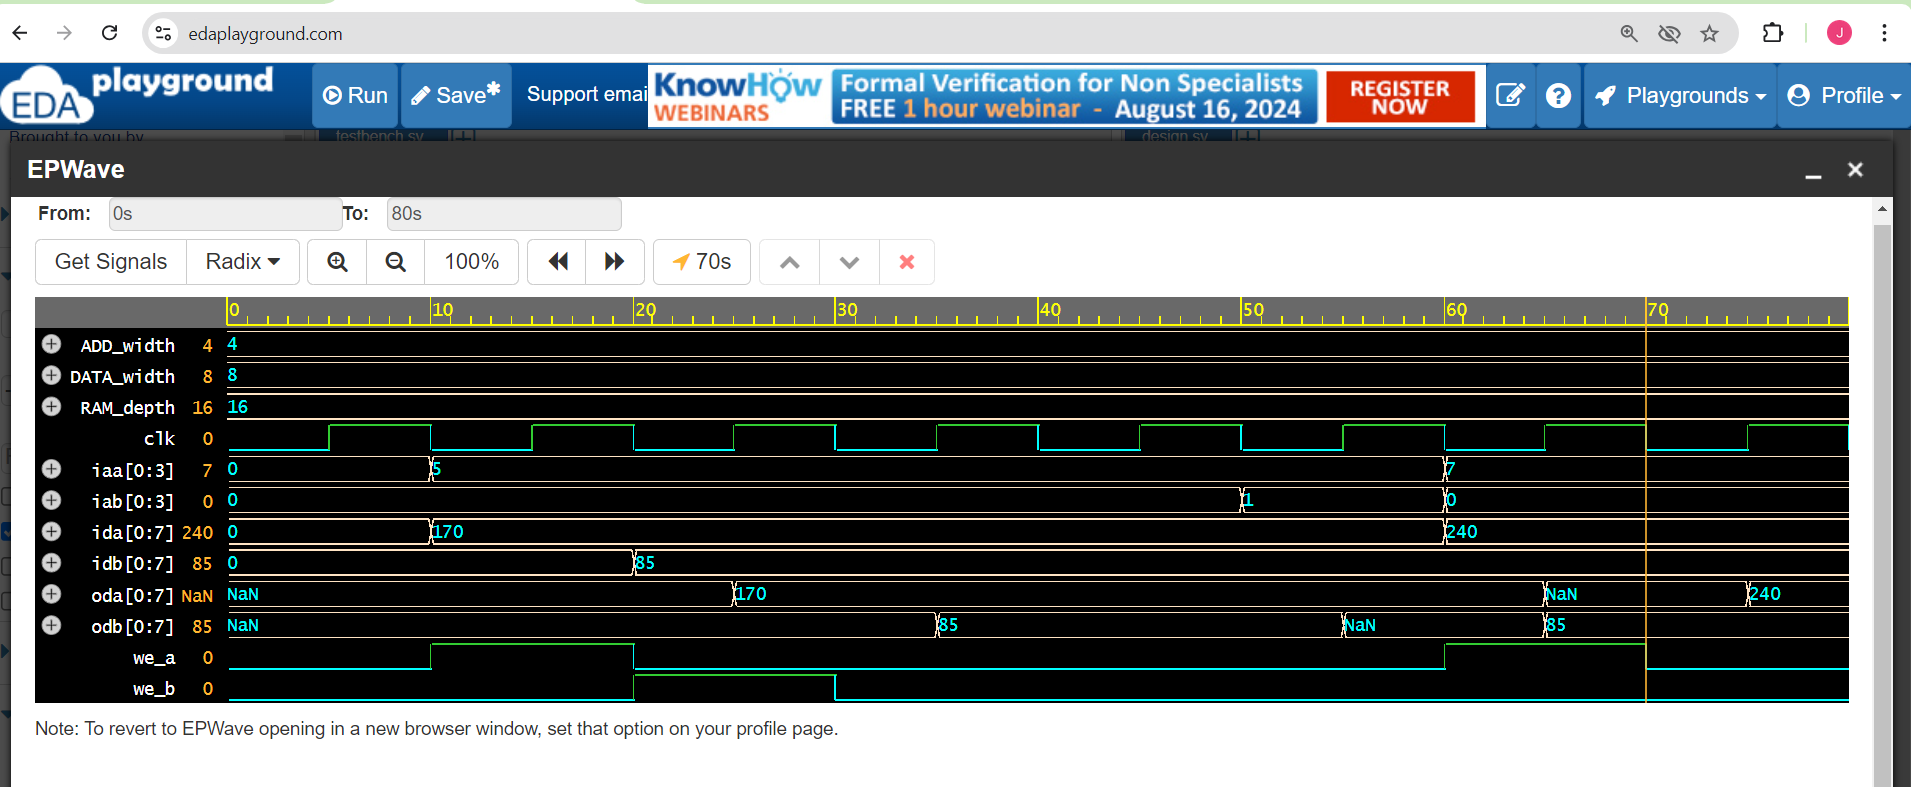 edaplayground.com
J
EDA playground
Run
Save*
Support emai
KnowHow
WEBINARS
Formal Verification for Non Specialists
FREE 1 hour webinar - August 16, 2024
REGISTER
NOW
?
Playgrounds
Profile
Brought to you by
testbench.sv
design.sv
EPWave
From: 0s To: 80s
Get Signals Radix 100% 70s
0 10 20 30 40 50 60 70
ADD_width 4 4
DATA_width 8 8
RAM_depth 16 16
clk 0
iaa[0:3] 7 0 5 7
iab[0:3] 0 0 1 0
ida[0:7] 240 0 170 240
idb[0:7] 85 0 85
oda[0:7] NaN NaN 170 NaN 240
odb[0:7] 85 NaN 85 NaN 85
we_a 0
we_b 0
Note: To revert to EPWave opening in a new browser window, set that option on your profile page.